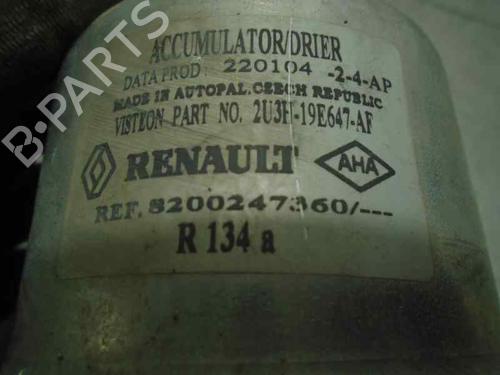 ACCUMULATOR/DRIER
DATA PROD : 220104 -2-4-AP
MADE IN AUTOPAL.CZECH REPUBLIC
VISTEON PART NO. 2U3H-19E647-AF
RENAULT AHA
REF. 8200247360/---
R 134 a
B-PARTS